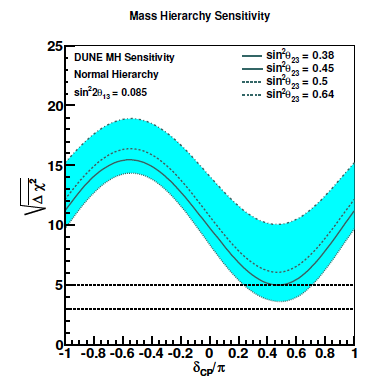 Mass Hierarchy Sensitivity
DUNE MH Sensitivity
Normal Hierarchy
sin²2θ₁₃ = 0.085
sin²θ₂₃ = 0.38
sin²θ₂₃ = 0.45
sin²θ₂₃ = 0.5
sin²θ₂₃ = 0.64
√Δχ²
25
20
15
10
5
0
-1 -0.8 -0.6 -0.4 -0.2 0 0.2 0.4 0.6 0.8 1
δCP/π